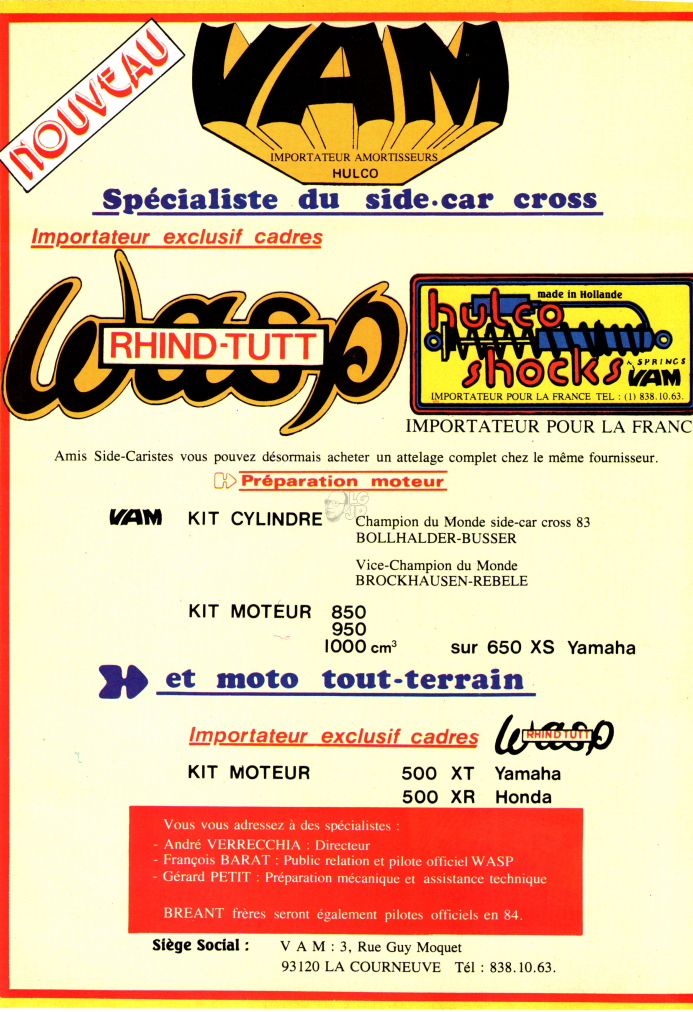 NOUVEAU
VAM
IMPORTATEUR AMORTISSEURS
HULCO
Spécialiste du side-car cross
Importateur exclusif cadres
wasp
RHIND-TUTT
made in Hollande
hulco
shocks
& SPRINGS
VAM
IMPORTATEUR POUR LA FRANCE TEL : (1) 838.10.63.
IMPORTATEUR POUR LA FRANC
Amis Side-Caristes vous pouvez désormais acheter un attelage complet chez le même fournisseur.
Préparation moteur
LG
JP
VAM KIT CYLINDRE Champion du Monde side-car cross 83
BOLLHALDER-BUSSER
Vice-Champion du Monde
BROCKHAUSEN-REBELE
KIT MOTEUR 850
950
1000 cm³ sur 650 XS Yamaha
et moto tout-terrain
Importateur exclusif cadres wasp
RHIND TUTT
KIT MOTEUR 500 XT Yamaha
500 XR Honda
Vous vous adressez à des spécialistes :
- André VERRECCHIA : Directeur
- François BARAT : Public relation et pilote officiel WASP
- Gérard PETIT : Préparation mécanique et assistance technique
BREANT frères seront également pilotes officiels en 84.
Siège Social : V A M : 3, Rue Guy Moquet
93120 LA COURNEUVE Tél : 838.10.63.